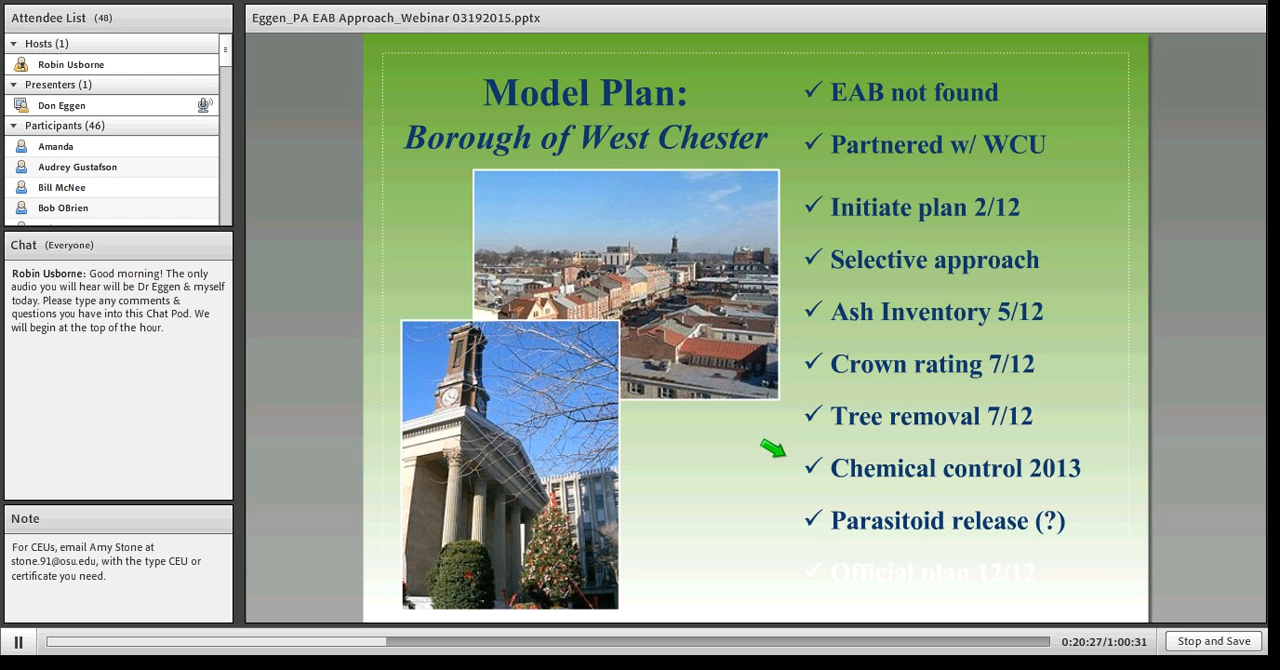 Attendee List (48)
Hosts (1)
Robin Usborne
Presenters (1)
Don Eggen
Participants (46)
Amanda
Audrey Gustafson
Bill McNee
Bob OBrien
Chat (Everyone)
Robin Usborne: Good morning! The only
audio you will hear will be Dr Eggen & myself
today. Please type any comments &
questions you have into this Chat Pod. We
will begin at the top of the hour.
Note
For CEUs, email Amy Stone at
stone.91@osu.edu, with the type CEU or
certificate you need.
Eggen_PA EAB Approach_Webinar 03192015.pptx
Model Plan:
Borough of West Chester
✓ EAB not found
✓ Partnered w/ WCU
✓ Initiate plan 2/12
✓ Selective approach
✓ Ash Inventory 5/12
✓ Crown rating 7/12
✓ Tree removal 7/12
✓ Chemical control 2013
✓ Parasitoid release (?)
✓ Official plan 12/12
0:20:27/1:00:31
Stop and Save